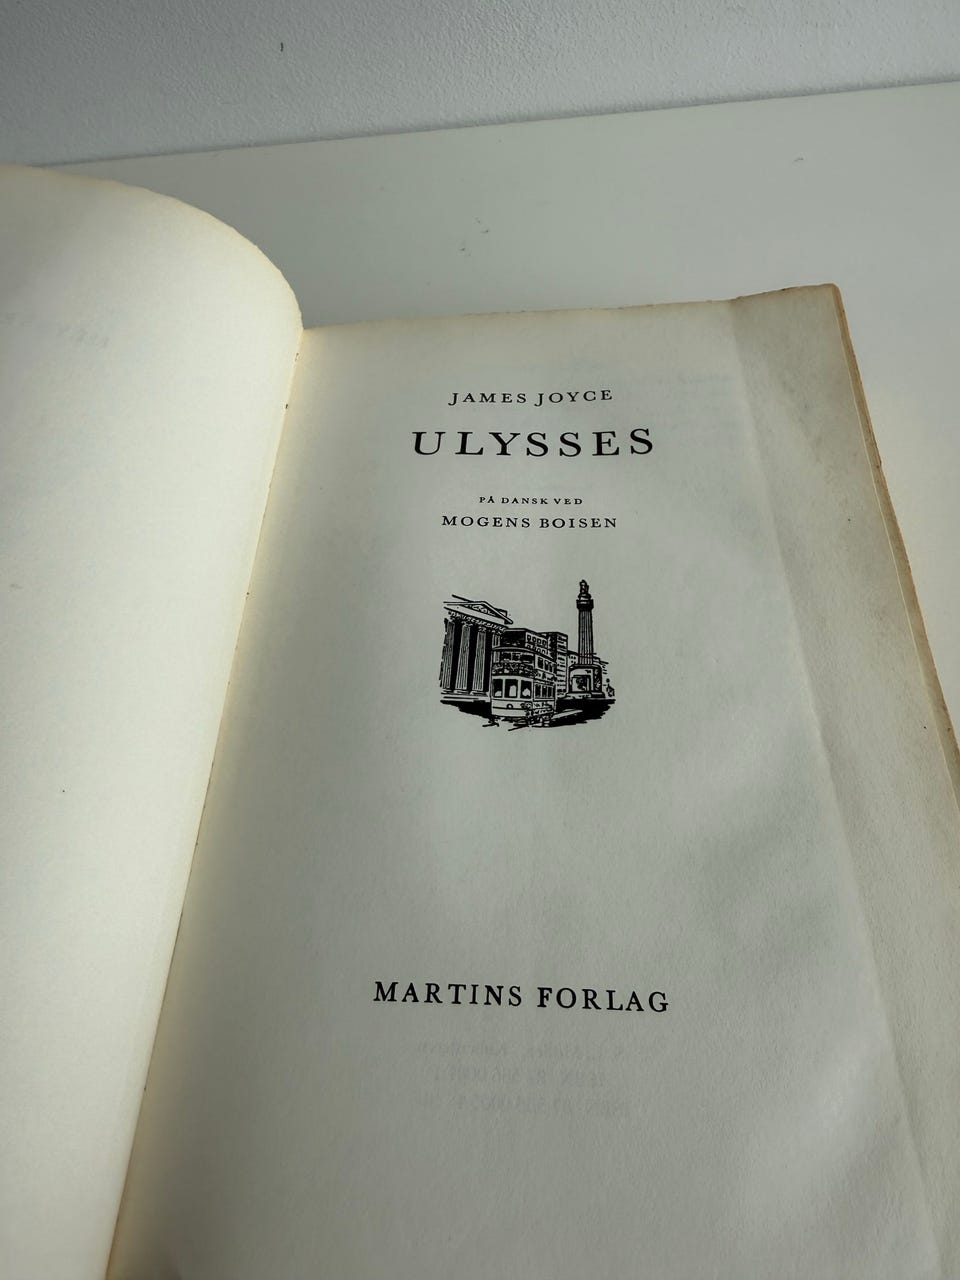 JAMES JOYCE
ULYSSES
PÅ DANSK VED
MOGENS BOISEN
MARTINS FORLAG